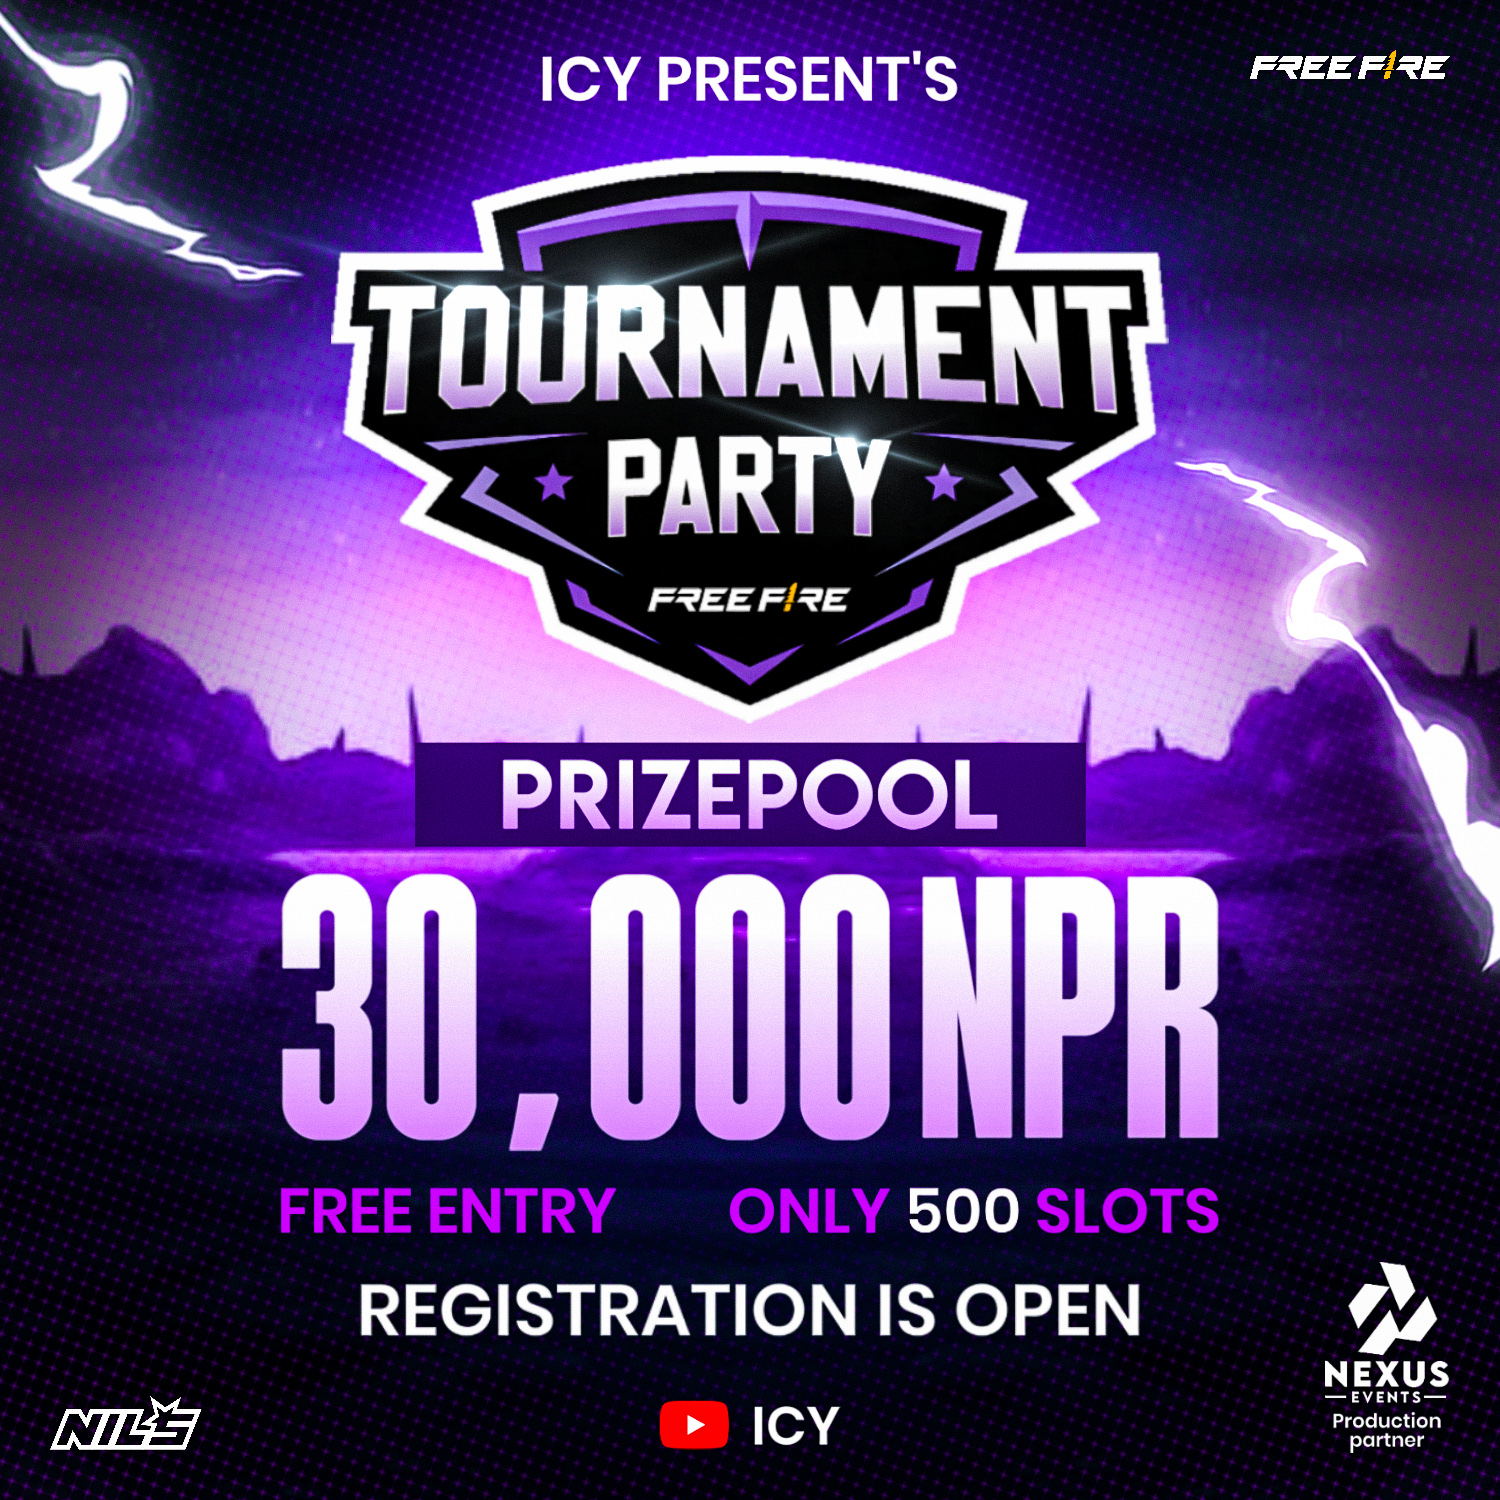 ICY PRESENT'S
FREE FIRE
TOURNAMENT
PARTY
FREE FIRE
PRIZEPOOL
30,000 NPR
FREE ENTRY ONLY 500 SLOTS
REGISTRATION IS OPEN
NEXUS
EVENTS
Production
partner
NIL'S
ICY